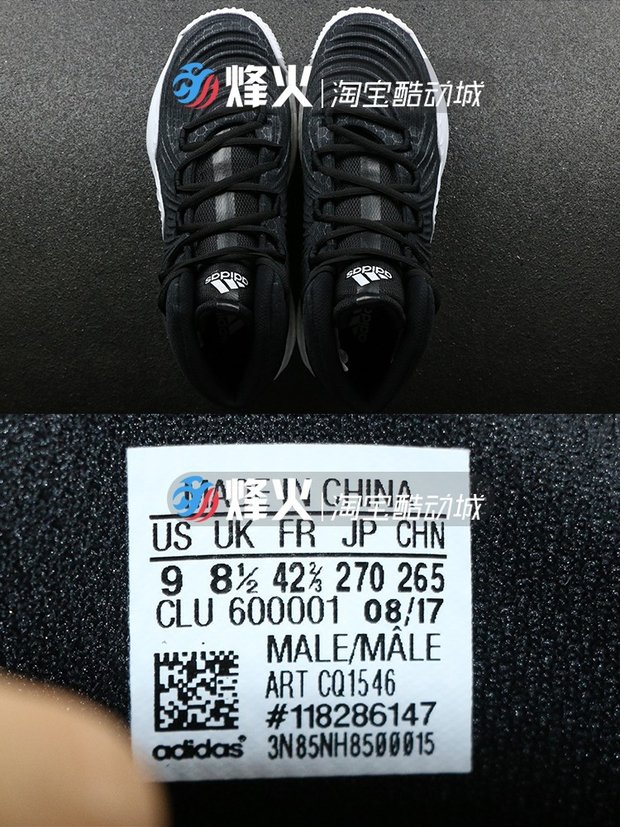 烽火|淘宝酷动城
adidas
adidas
MADE IN CHINA
烽火|淘宝酷动城
US UK FR JP CHN
9 8½ 42⅔ 270 265
CLU 600001 08/17
MALE/MÂLE
ART CQ1546
#118286147
adidas 3N85NH8500015